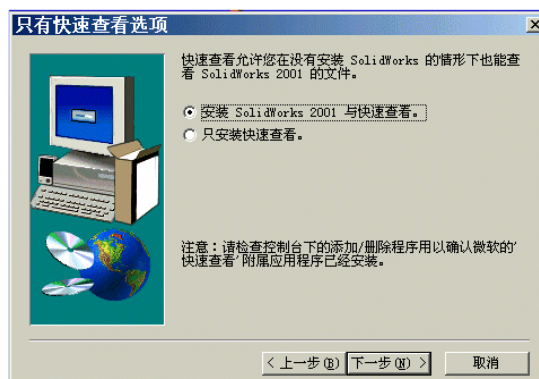 只有快速查看选项
快速查看允许您在没有安装 SolidWorks 的情形下也能查
看 SolidWorks 2001 的文件。
安装 SolidWorks 2001 与快速查看。
只安装快速查看。
注意：请检查控制台下的添加/删除程序用以确认微软的'
快速查看'附属应用程序已经安装。
< 上一步(B)
下一步(N) >
取消